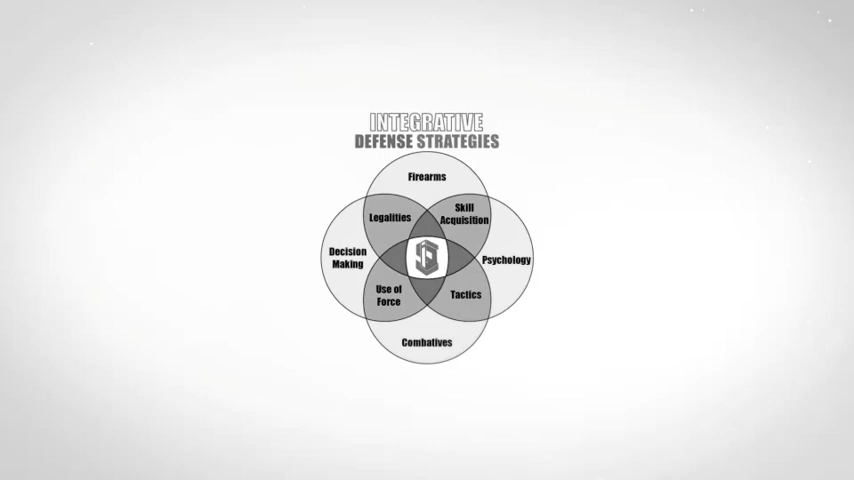 INTEGRATIVE
DEFENSE STRATEGIES
Firearms
Legalities
Skill
Acquisition
Decision
Making
Psychology
Use of
Force
Tactics
Combatives